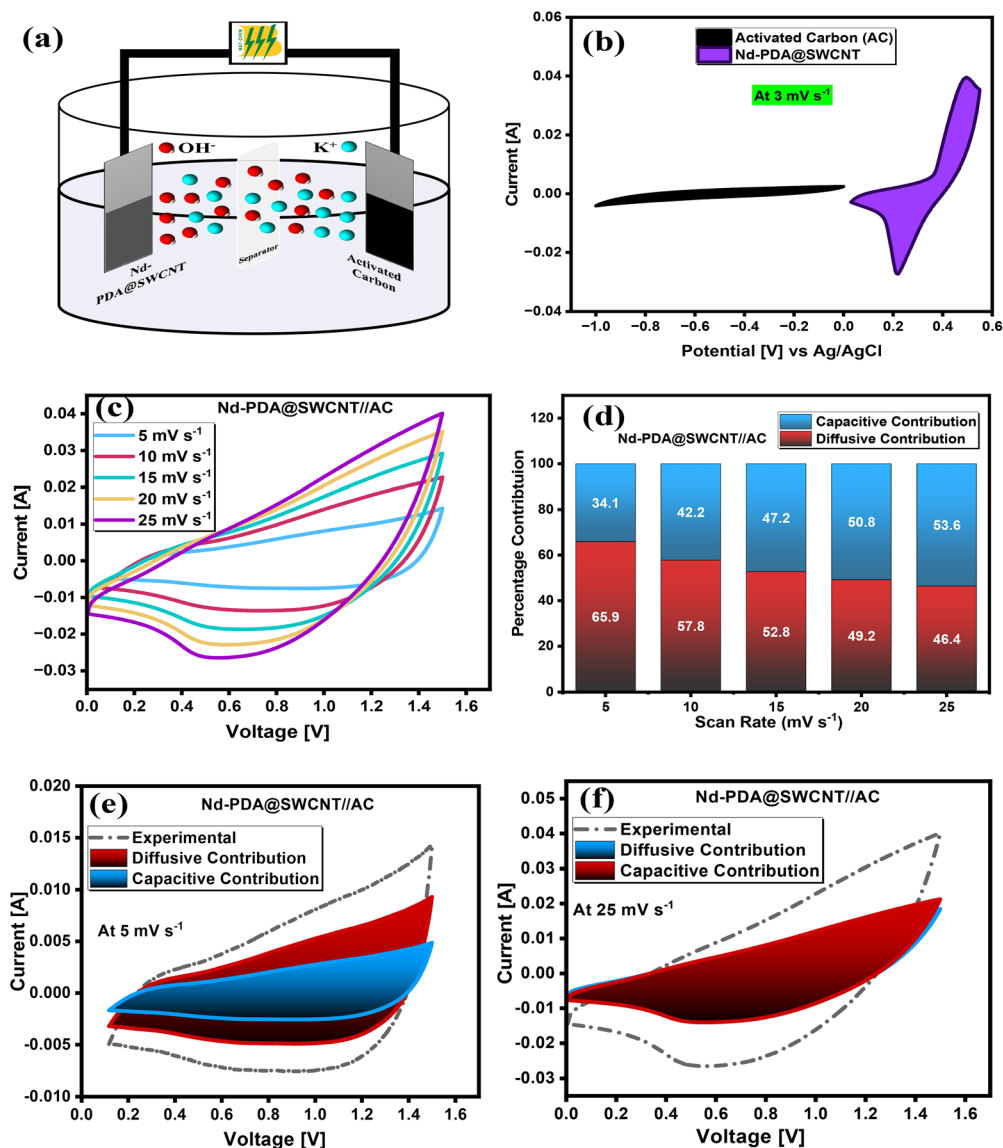 (a)
OH-
K+
Nd-
PDA@SWCNT
Separator
Activated
Carbon
(b)
Activated Carbon (AC)
Nd-PDA@SWCNT
At 3 mV s-1
0.06
0.04
0.02
0.00
−0.02
−0.04
Current [A]
−1.0 −0.8 −0.6 −0.4 −0.2 0.0 0.2 0.4 0.6
Potential [V] vs Ag/AgCl
(c)
Nd-PDA@SWCNT//AC
5 mV s-1
10 mV s-1
15 mV s-1
20 mV s-1
25 mV s-1
0.04
0.03
0.02
0.01
0.00
−0.01
−0.02
−0.03
Current [A]
0.0 0.2 0.4 0.6 0.8 1.0 1.2 1.4 1.6
Voltage [V]
(d)
Capacitive Contribution
Diffusive Contribution
Nd-PDA@SWCNT//AC
120
100
80
60
40
20
0
Percentage Contribtuion
34.1 42.2 47.2 50.8 53.6
65.9 57.8 52.8 49.2 46.4
5 10 15 20 25
Scan Rate (mV s-1)
(e)
Nd-PDA@SWCNT//AC
Experimental
Diffusive Contribution
Capacitive Contribution
At 5 mV s-1
0.020
0.015
0.010
0.005
0.000
-0.005
-0.010
Current [A]
0.0 0.2 0.4 0.6 0.8 1.0 1.2 1.4 1.6
Voltage [V]
(f)
Nd-PDA@SWCNT//AC
Experimental
Diffusive Contribution
Capacitive Contribution
At 25 mV s-1
0.05
0.04
0.03
0.02
0.01
0.00
-0.01
-0.02
-0.03
Current [A]
0.0 0.2 0.4 0.6 0.8 1.0 1.2 1.4 1.6
Voltage [V]